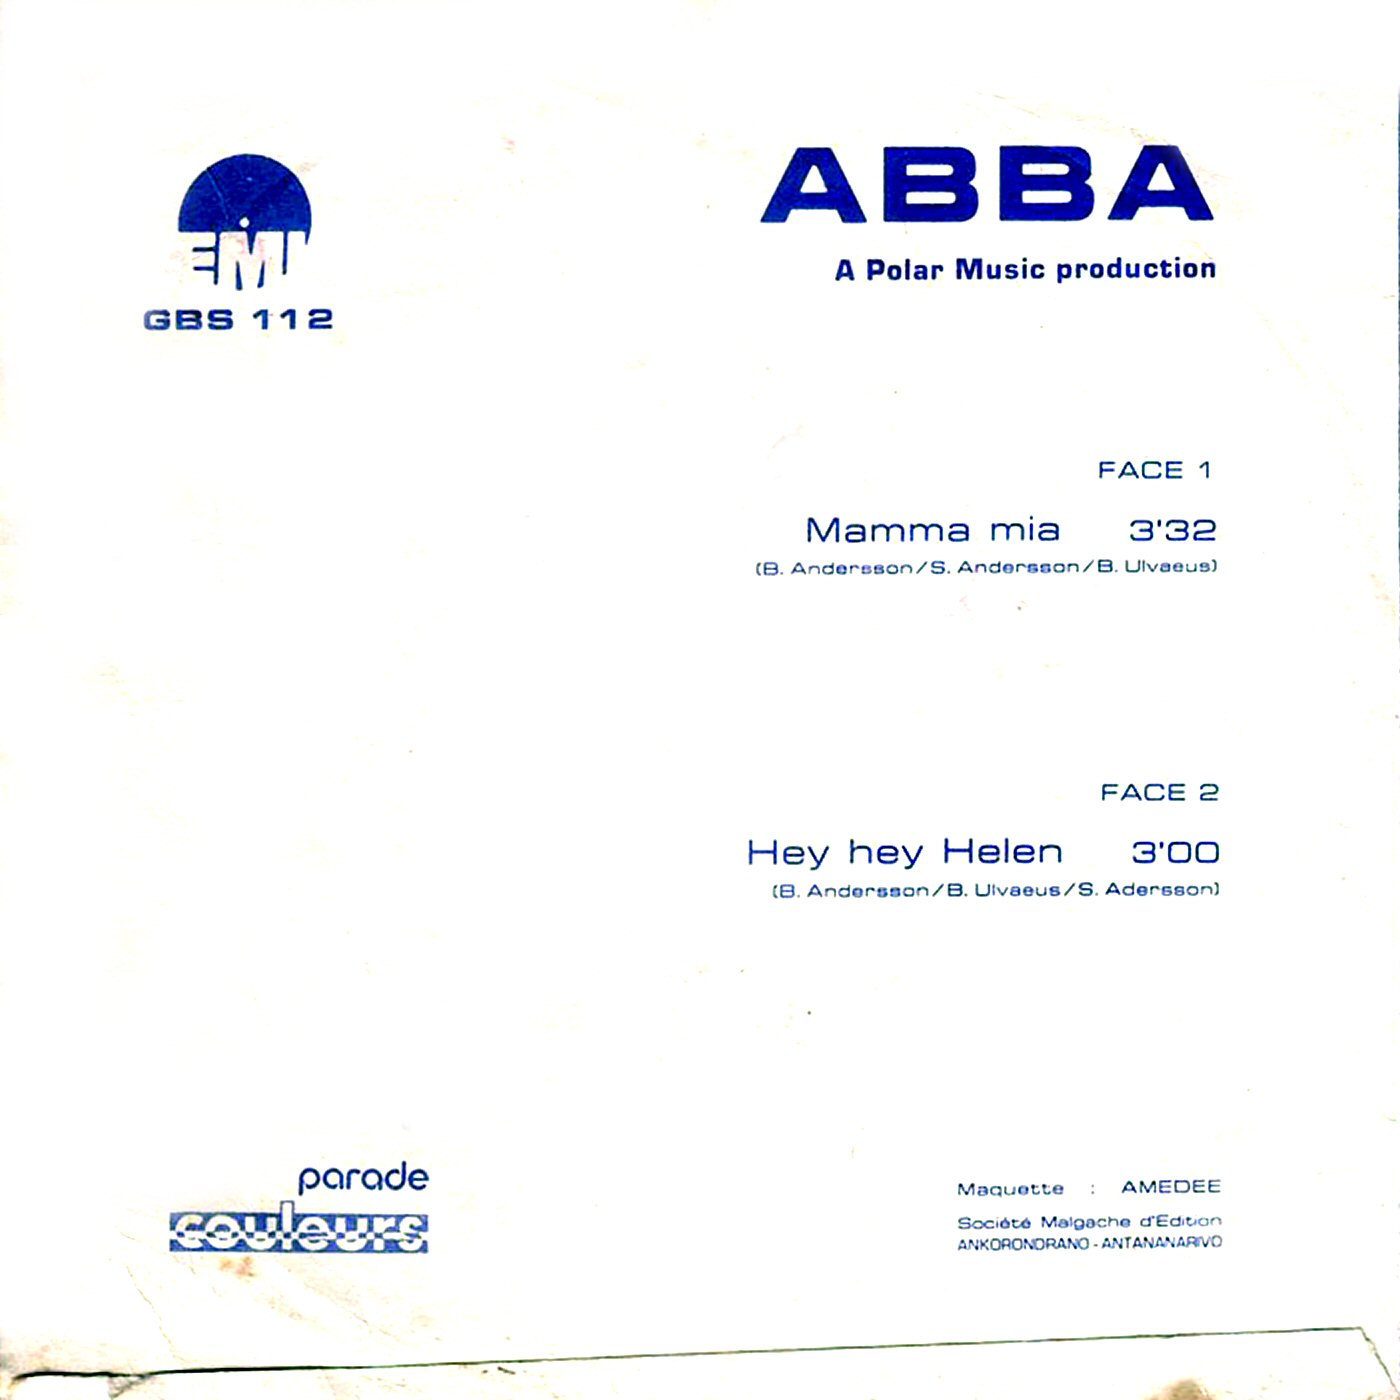 EMI
GBS 112
ABBA
A Polar Music production
FACE 1
Mamma mia 3'32
(B. Andersson/S. Andersson/B. Ulvaeus)
FACE 2
Hey hey Helen 3'00
(B. Andersson/B. Ulvaeus/S. Adersson)
parade
couleurs
Maquette : AMEDEE
Société Malgache d'Edition
ANKORONDRANO - ANTANANARIVO